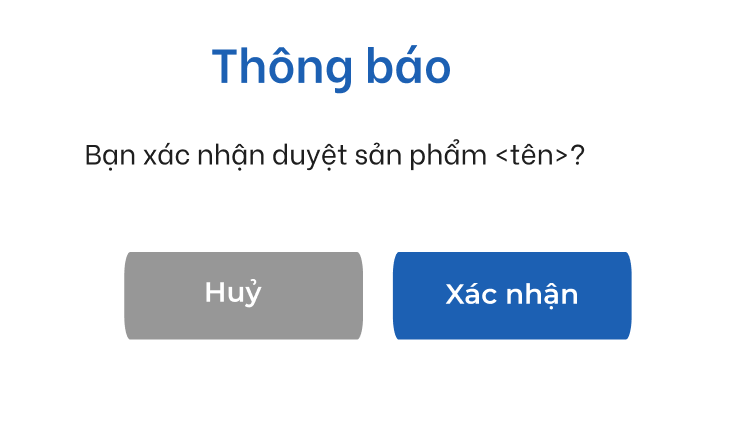 Thông báo
Bạn xác nhận duyệt sản phẩm <tên>?
Huỷ
Xác nhận